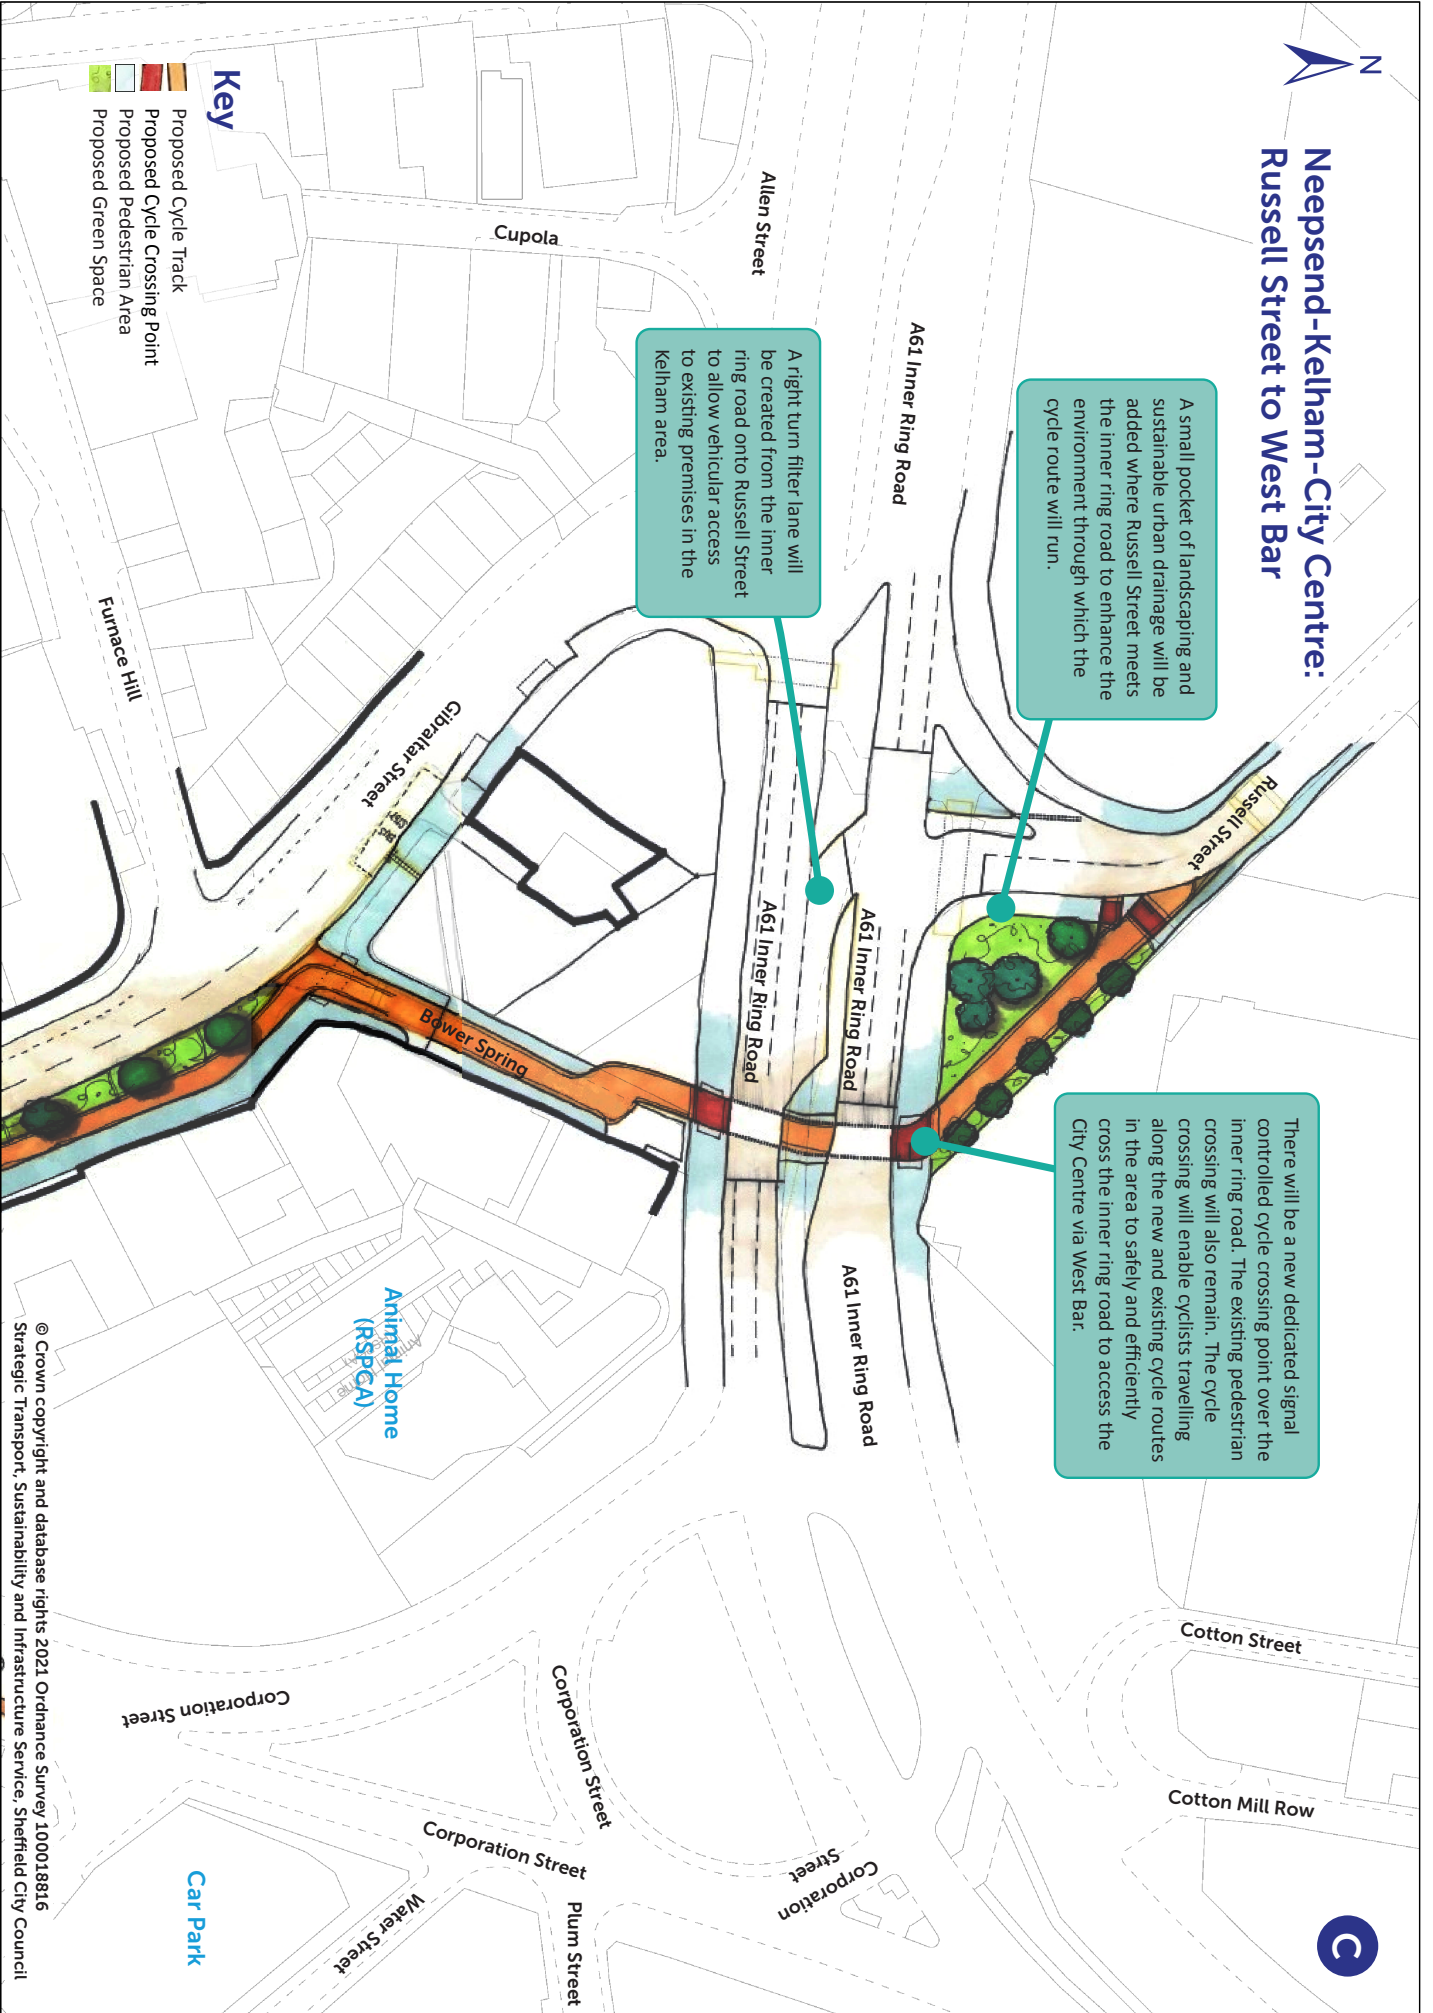 N
Neepsend-Kelham-City Centre:
Russell Street to West Bar
C
A small pocket of landscaping and
sustainable urban drainage will be
added where Russell Street meets
the inner ring road to enhance the
environment through which the
cycle route will run.
There will be a new dedicated signal
controlled cycle crossing point over the
inner ring road. The existing pedestrian
crossing will also remain. The cycle
crossing will enable cyclists travelling
along the new and existing cycle routes
in the area to safely and efficiently
cross the inner ring road to access the
City Centre via West Bar.
A right turn filter lane will
be created from the inner
ring road onto Russell Street
to allow vehicular access
to existing premises in the
Kelham area.
Russell Street
Cotton Street
Cotton Mill Row
A61 Inner Ring Road
A61 Inner Ring Road
A61 Inner Ring Road
A61 Inner Ring Road
Allen Street
Cupola
Corporation
Street
Corporation Street
Corporation Street
Corporation Street
Plum Street
Water Street
Gibraltar Street
Bower Spring
Furnace Hill
Animal Home
(RSPCA)
Car Park
Key
Proposed Cycle Track
Proposed Cycle Crossing Point
Proposed Pedestrian Area
Proposed Green Space
© Crown copyright and database rights 2021 Ordnance Survey 100018816
Strategic Transport, Sustainability and Infrastructure Service, Sheffield City Council